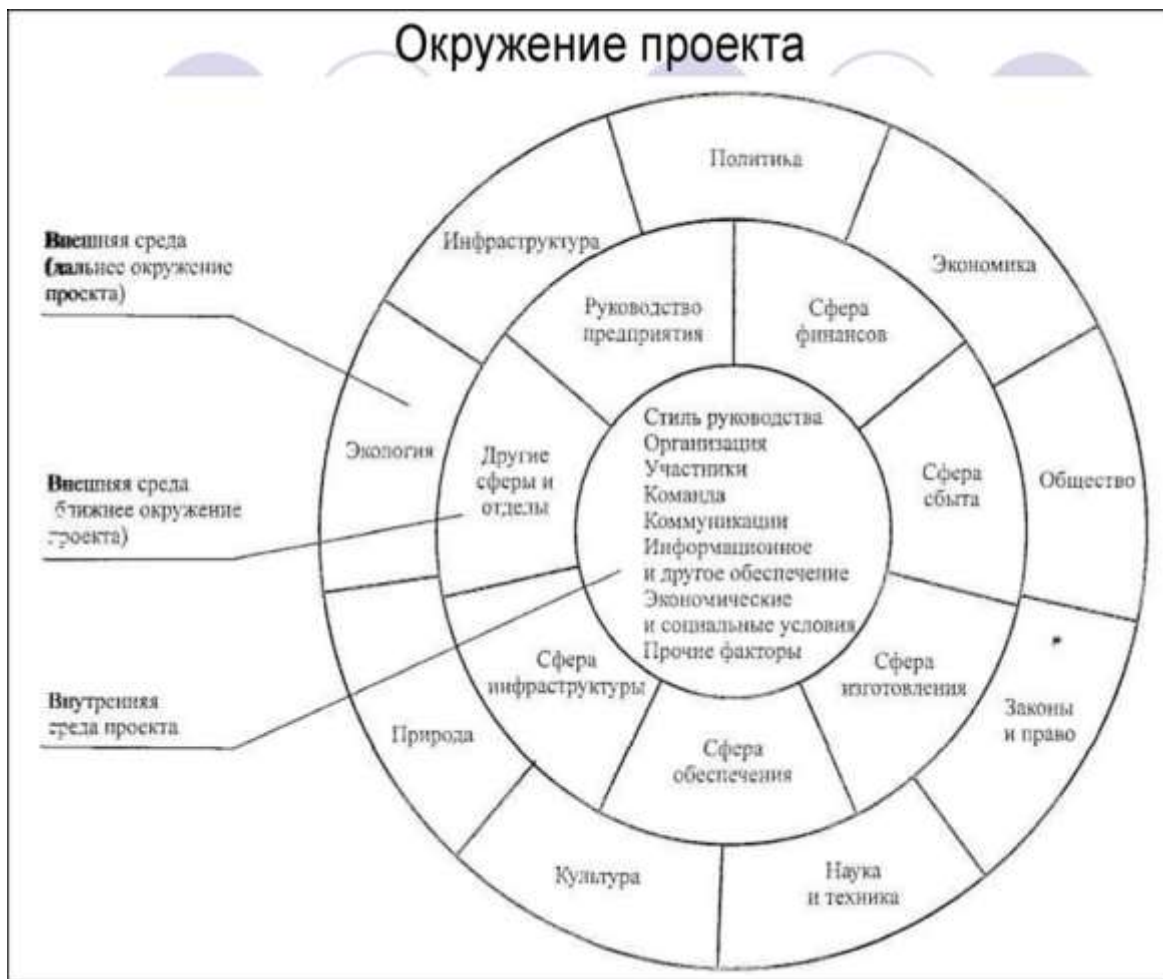 Окружение проекта
Политика
Инфраструктура
Экономика
Внешняя среда
(дальнее окружение
проекта)
Руководство
предприятия
Сфера
финансов
Стиль руководства
Организация
Участники
Команда
Коммуникации
Информационное
и другое обеспечение
Экономические
и социальные условия
Прочие факторы
Экология
Другие
сферы и
отделы
Сфера
сбыта
Общество
Внешняя среда
ближнее окружение
проекта)
Сфера
инфраструктуры
Сфера
изготовления
Внутренняя
среда проекта
Природа
Сфера
обеспечения
Законы
и право
Культура
Наука
и техника